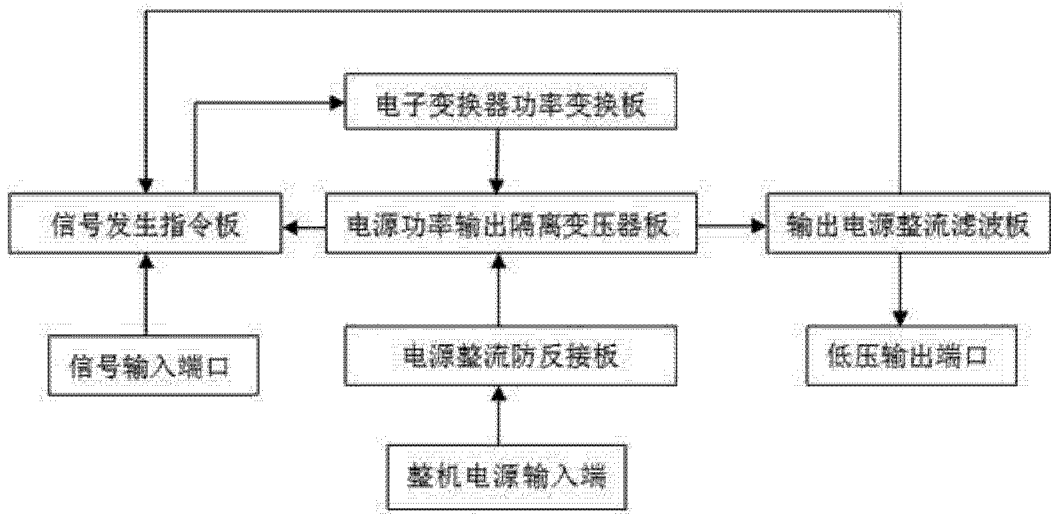 电子变换器功率变换板
信号发生指令板
电源功率输出隔离变压器板
输出电源整流滤波板
信号输入端口
电源整流防反接板
低压输出端口
整机电源输入端